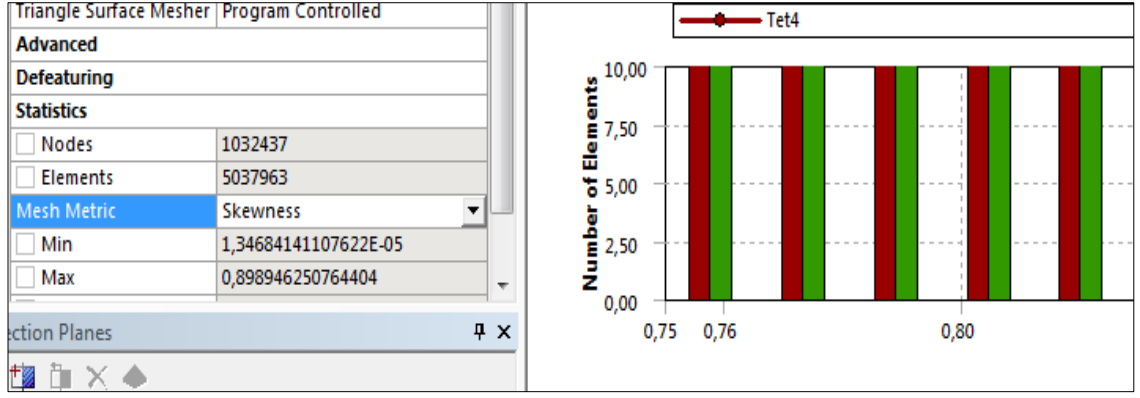 Triangle Surface Mesher Program Controlled
Advanced
Defeaturing
Statistics
Nodes 1032437
Elements 5037963
Mesh Metric Skewness
Min 1,34684141107622E-05
Max 0,898946250764404
ection Planes
Tet4
Number of Elements
10,00
7,50
5,00
2,50
0,00
0,75 0,76 0,80